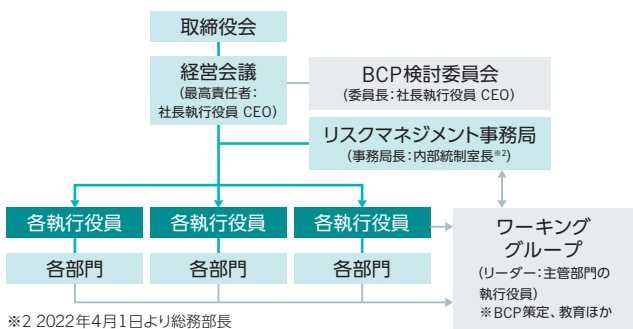 取締役会
経営会議
(最高責任者:
社長執行役員 CEO)
BCP検討委員会
(委員長:社長執行役員 CEO)
リスクマネジメント事務局
(事務局長:内部統制室長※2)
各執行役員
各執行役員
各執行役員
各部門
各部門
各部門
ワーキング
グループ
(リーダー:主管部門の
執行役員)
※BCP策定、教育ほか
※2 2022年4月1日より総務部長